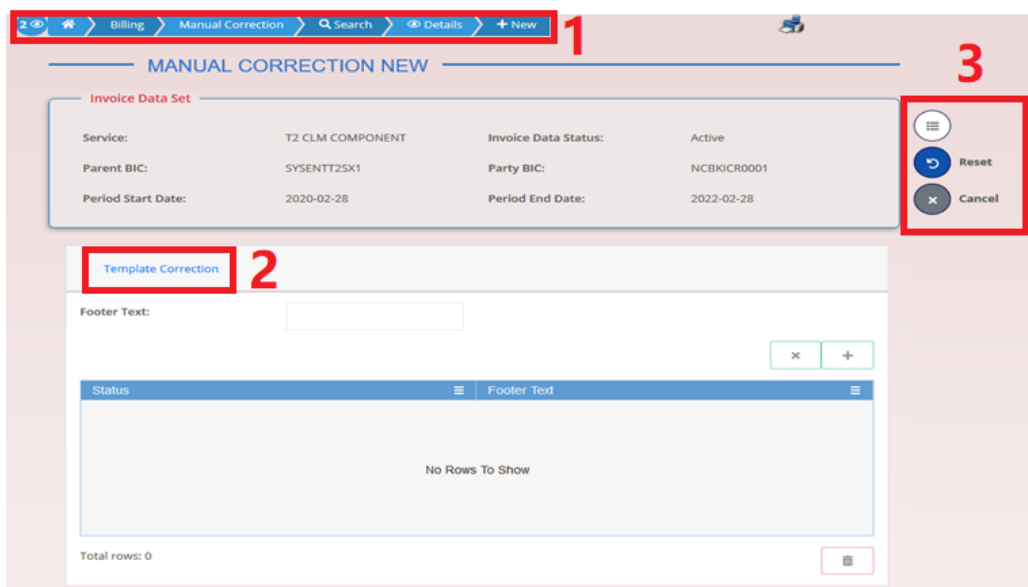 2 Billing Manual Correction Search Details New
1
MANUAL CORRECTION NEW
3
Invoice Data Set
Service: T2 CLM COMPONENT Invoice Data Status: Active
Parent BIC: SYSENTT2SX1 Party BIC: NCBKICR0001
Period Start Date: 2020-02-28 Period End Date: 2022-02-28
Reset
Cancel
Template Correction
2
Footer Text:
Status Footer Text
No Rows To Show
Total rows: 0